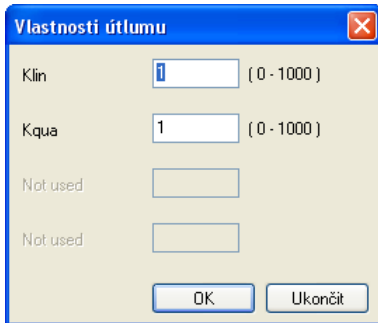 Vlastnosti útlumu
Klin 1 ( 0 - 1000 )
Kqua 1 ( 0 - 1000 )
Not used
Not used
OK Ukončit